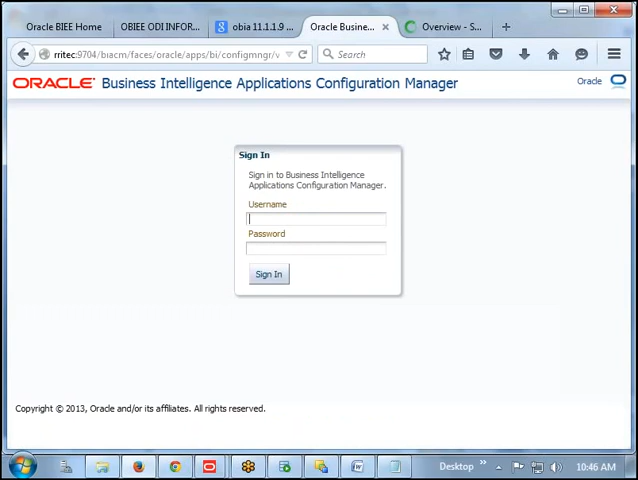 Oracle BIEE Home
OBIEE ODI INFOR...
obia 11.1.1.9 ...
Oracle Busine...
Overview - S...
rritec:9704/biacm/faces/oracle/apps/bi/configmngr/v
Search
ORACLE Business Intelligence Applications Configuration Manager
Oracle
Sign In
Sign in to Business Intelligence
Applications Configuration Manager.
Username
Password
Sign In
Copyright © 2013, Oracle and/or its affiliates. All rights reserved.
Desktop
10:46 AM